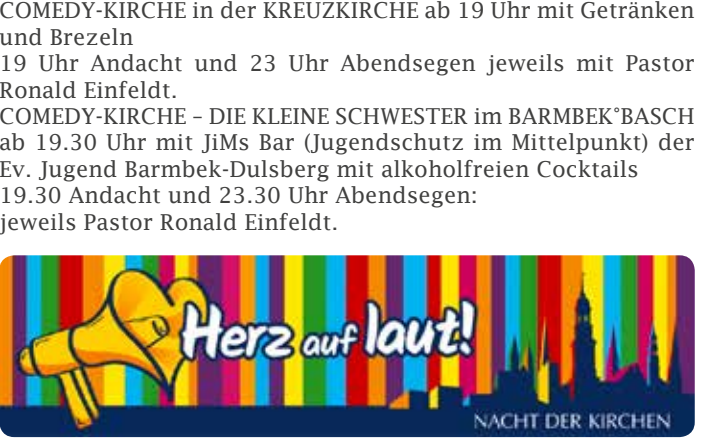 COMEDY-KIRCHE in der KREUZKIRCHE ab 19 Uhr mit Getränken
und Brezeln
19 Uhr Andacht und 23 Uhr Abendsegen jeweils mit Pastor
Ronald Einfeldt.
COMEDY-KIRCHE – DIE KLEINE SCHWESTER im BARMBEK°BASCH
ab 19.30 Uhr mit JiMs Bar (Jugendschutz im Mittelpunkt) der
Ev. Jugend Barmbek-Dulsberg mit alkoholfreien Cocktails
19.30 Andacht und 23.30 Uhr Abendsegen:
jeweils Pastor Ronald Einfeldt.
Herz auf laut!
NACHT DER KIRCHEN